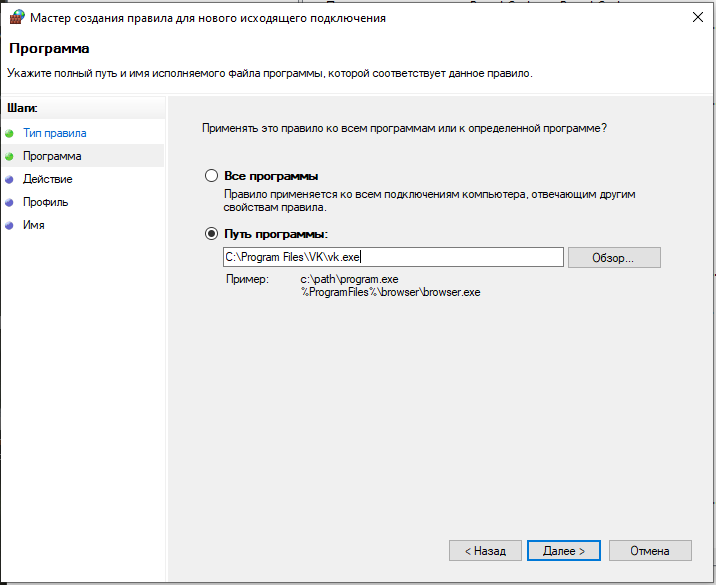 Мастер создания правила для нового исходящего подключения
Программа
Укажите полный путь и имя исполняемого файла программы, которой соответствует данное правило.
Шаги:
Тип правила
Программа
Действие
Профиль
Имя
Применять это правило ко всем программам или к определенной программе?
Все программы
Правило применяется ко всем подключениям компьютера, отвечающим другим
свойствам правила.
Путь программы:
C:\Program Files\VK\vk.exe
Обзор...
Пример: c:\path\program.exe
%ProgramFiles%\browser\browser.exe
< Назад
Далее >
Отмена